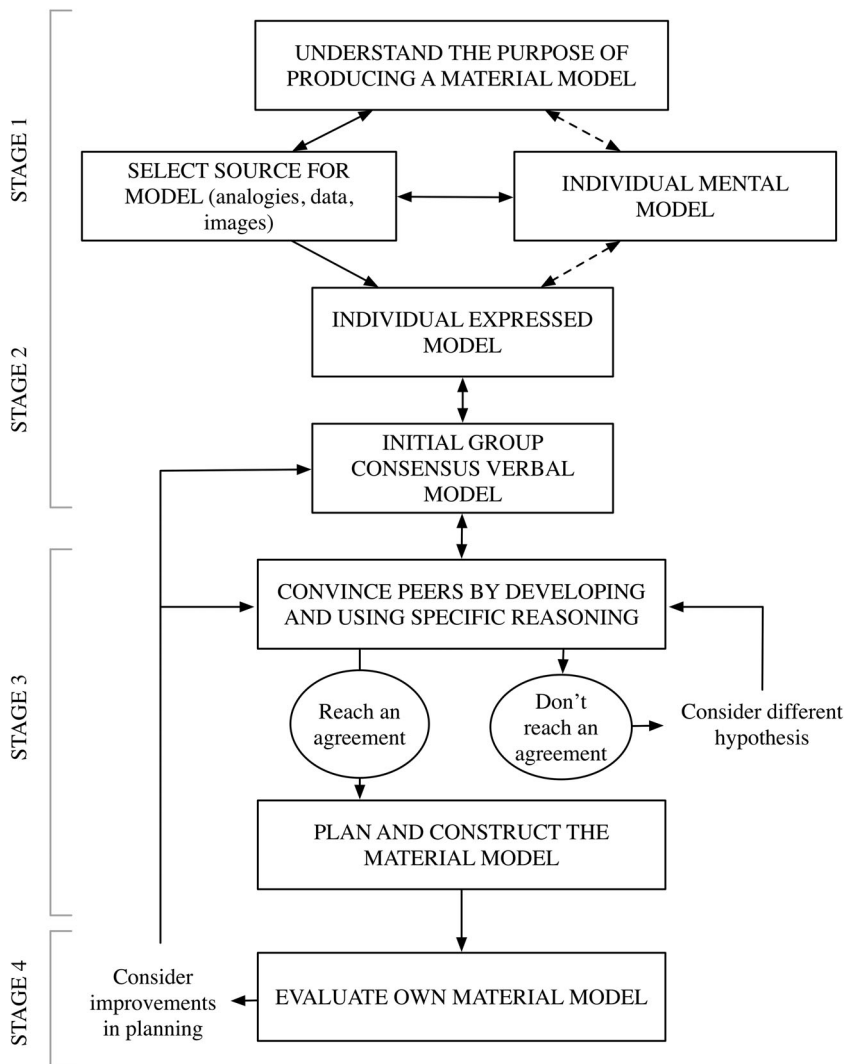 STAGE 1
UNDERSTAND THE PURPOSE OF
PRODUCING A MATERIAL MODEL
SELECT SOURCE FOR
MODEL (analogies, data,
images)
INDIVIDUAL MENTAL
MODEL
STAGE 2
INDIVIDUAL EXPRESSED
MODEL
INITIAL GROUP
CONSENSUS VERBAL
MODEL
STAGE 3
CONVINCE PEERS BY DEVELOPING
AND USING SPECIFIC REASONING
Reach an
agreement
Don’t
reach an
agreement
Consider different
hypothesis
PLAN AND CONSTRUCT THE
MATERIAL MODEL
STAGE 4
Consider
improvements
in planning
EVALUATE OWN MATERIAL MODEL